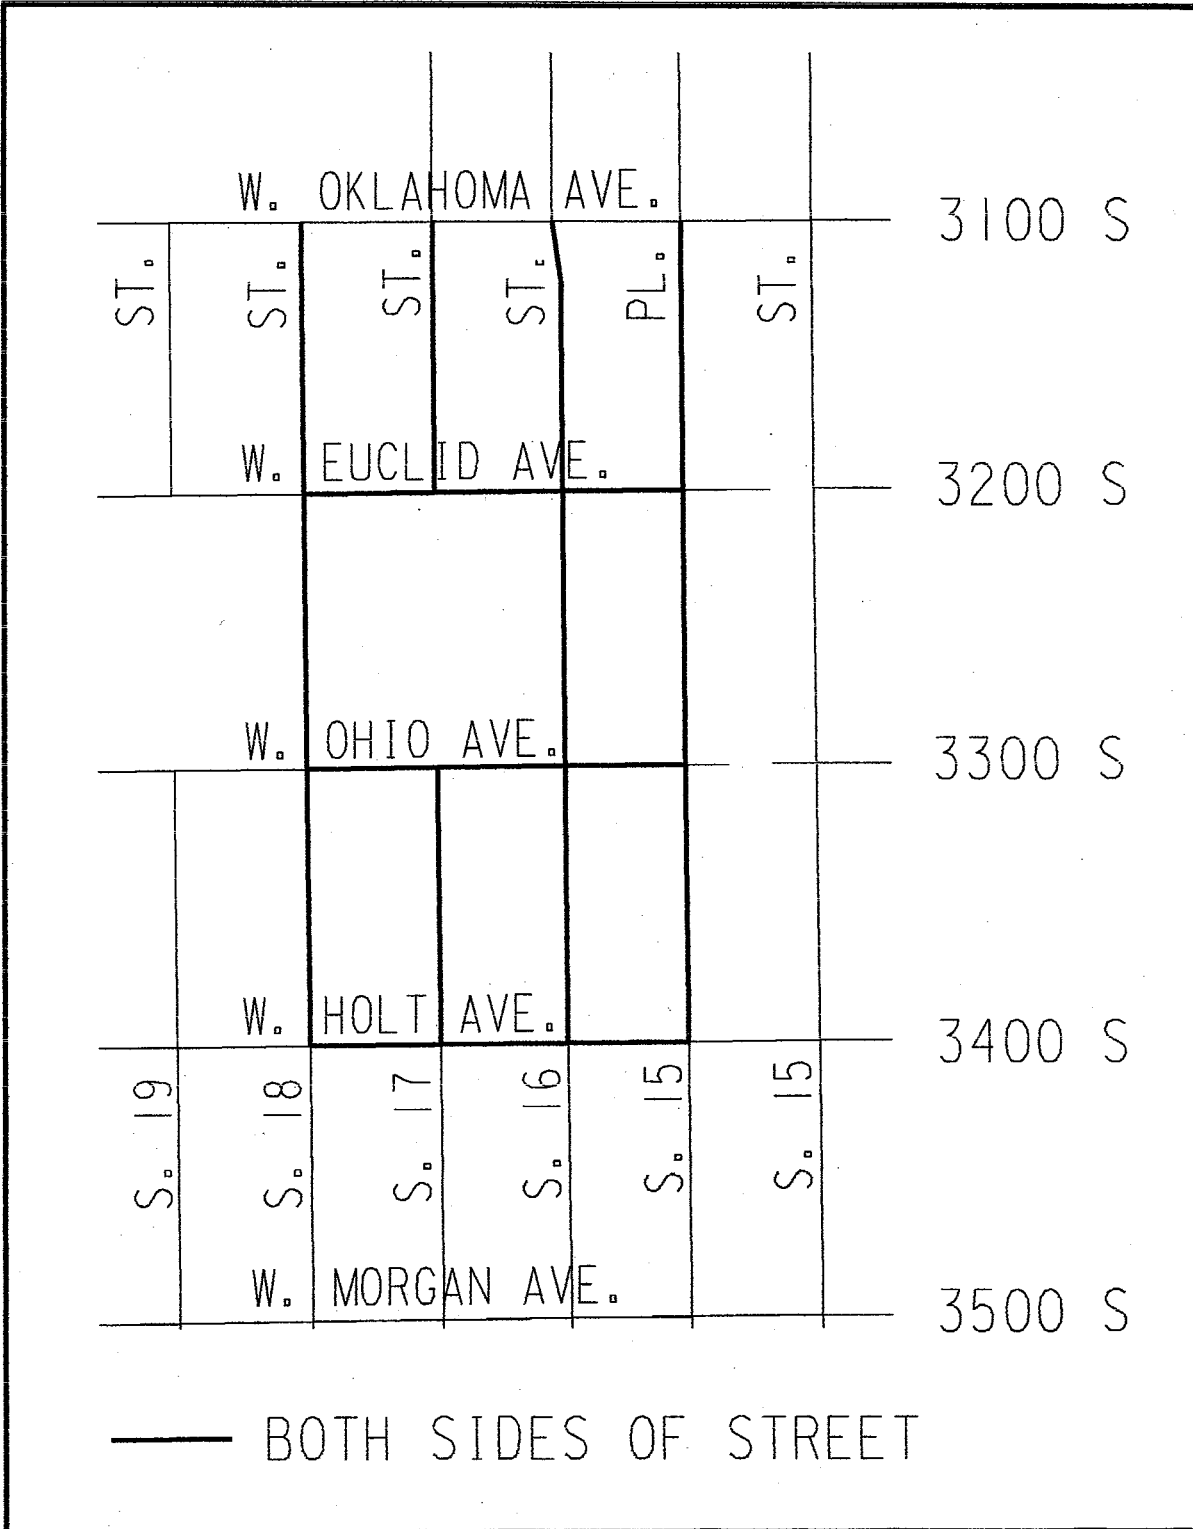 W. OKLAHOMA AVE. 3100 S
ST. ST. ST. ST. PL. ST.
W. EUCLID AVE. 3200 S
W. OHIO AVE. 3300 S
W. HOLT AVE. 3400 S
S. 19 S. 18 S. 17 S. 16 S. 15 S. 15
W. MORGAN AVE. 3500 S
BOTH SIDES OF STREET